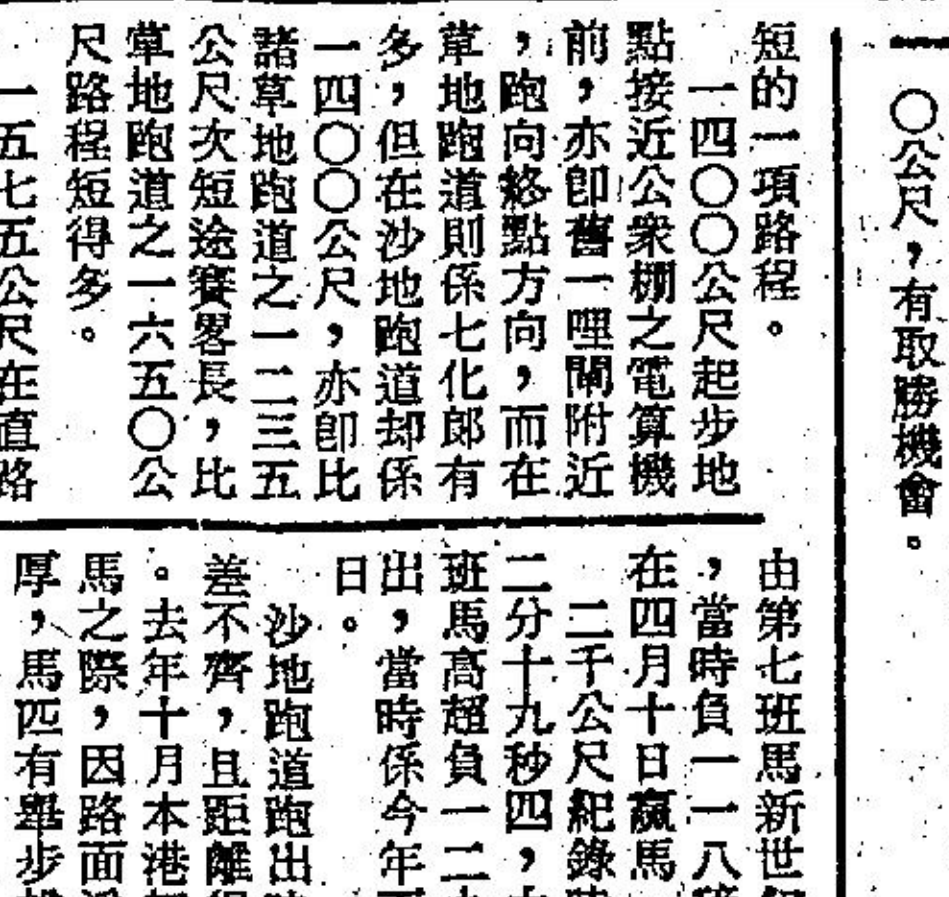 〇公尺，有取勝機會。
短的一項路程。
一四〇〇公尺起步地
點接近公衆棚之電算機
前，亦卽舊一哩閘附近
，跑向終點方向，而在
草地跑道則係七化郎有
多，但在沙地跑道却係
一四〇〇公尺，亦卽比
諸草地跑道之一二三五
公尺次短途賽畧長，比
草地跑道之一六五〇公
尺路程短得多。
一五七五公尺在直路
由第七班馬新世
，當時負一一八
在四月十日贏馬
二千公尺紀錄
二分十九秒四，
班馬高超負一二
出，當時係今年
日。
沙地跑道跑出
差不齊，且距離
。去年十月本港
馬之際，因路面
厚，馬匹有舉步